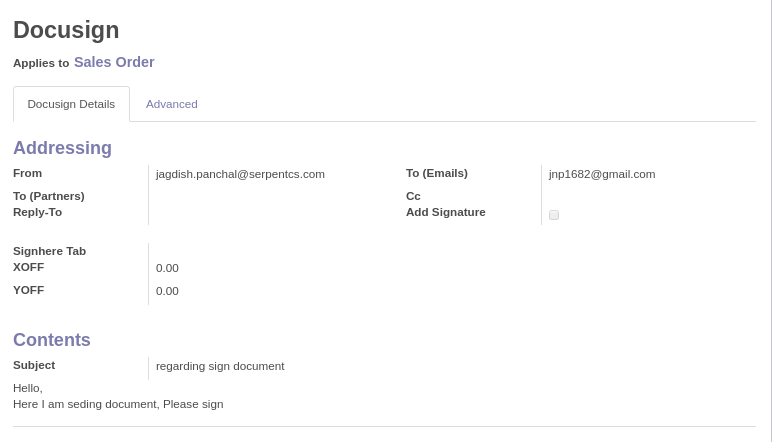 Docusign
Applies to Sales Order
Docusign Details Advanced
Addressing
From jagdish.panchal@serpentcs.com To (Emails) jnp1682@gmail.com
To (Partners) Cc
Reply-To Add Signature
Signhere Tab
XOFF 0.00
YOFF 0.00
Contents
Subject regarding sign document
Hello,
Here I am seding document, Please sign